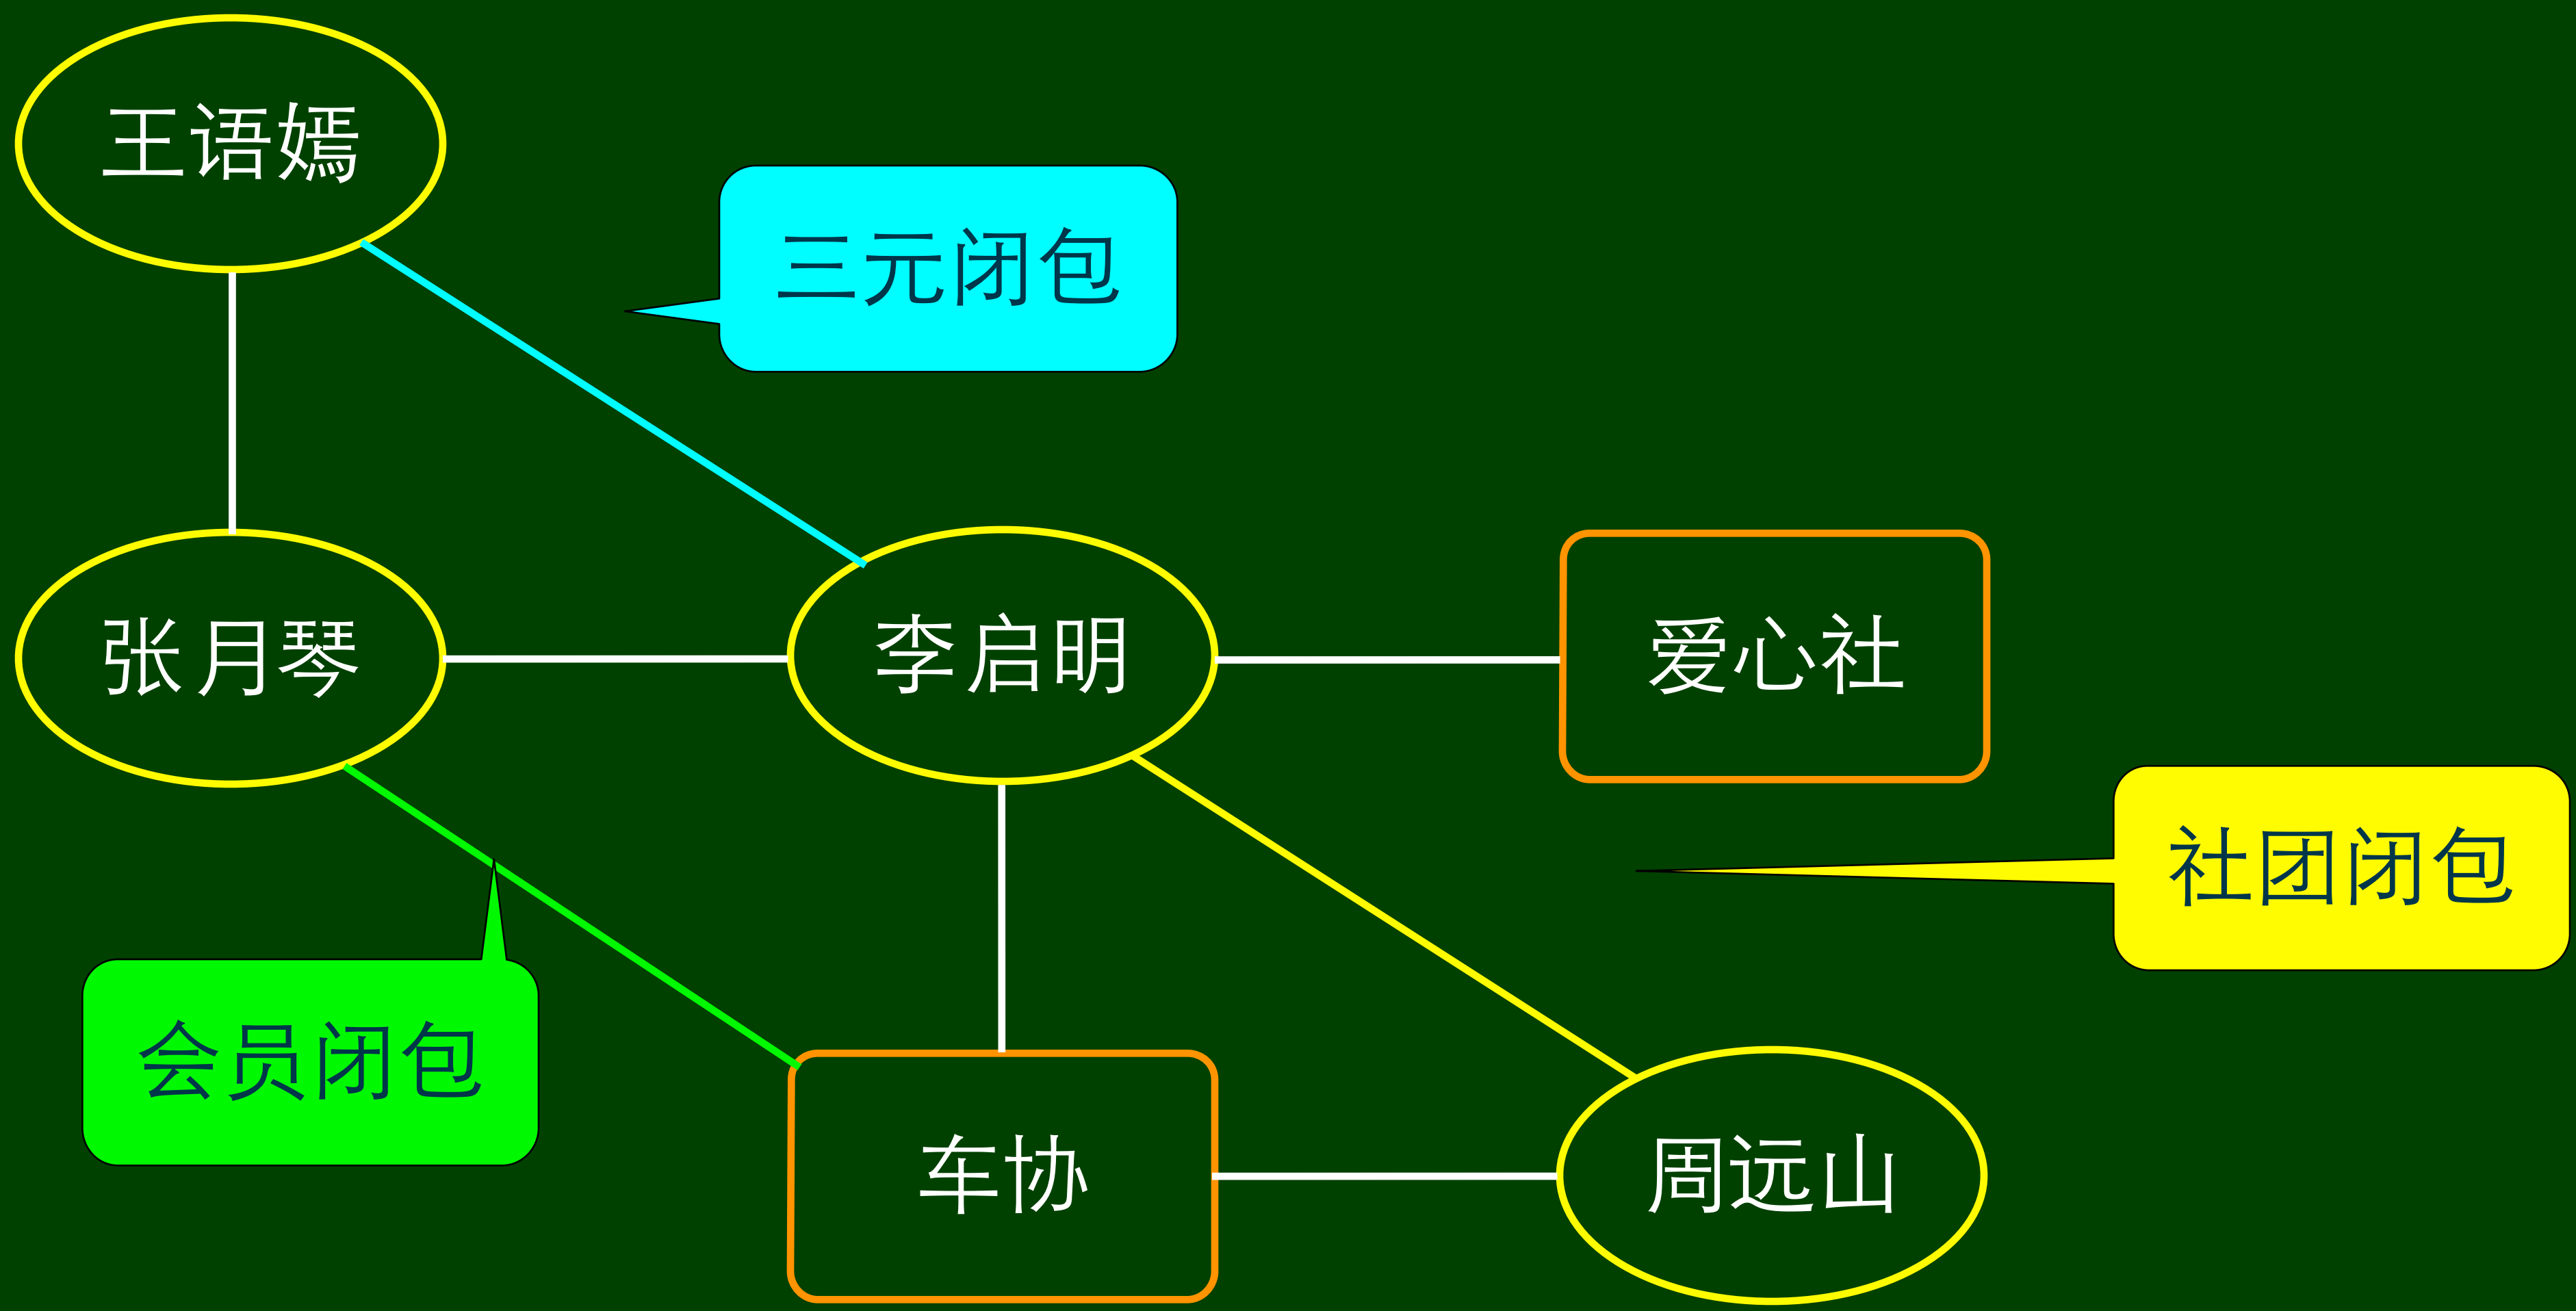 王语嫣
三元闭包
张月琴
李启明
爱心社
社团闭包
会员闭包
车协
周远山